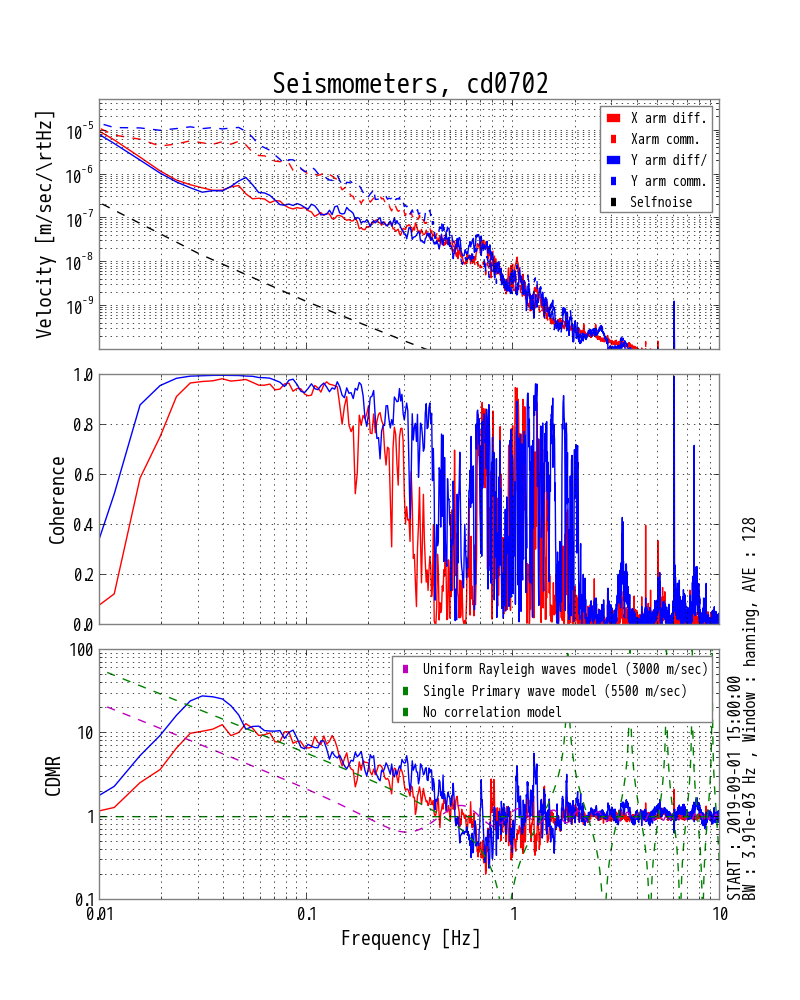 Seismometers, cd0702
Velocity [m/sec/\rtHz]
10^-5
10^-6
10^-7
10^-8
10^-9
X arm diff.
Xarm comm.
Y arm diff/
Y arm comm.
Selfnoise
Coherence
1.0
0.8
0.6
0.4
0.2
0.0
CDMR
100
10
1
0.1
Uniform Rayleigh waves model (3000 m/sec)
Single Primary wave model (5500 m/sec)
No correlation model
0.01
0.1
1
10
Frequency [Hz]
START : 2019-09-01 15:00:00
BW : 3.91e-03 Hz , Window : hanning, AVE : 128